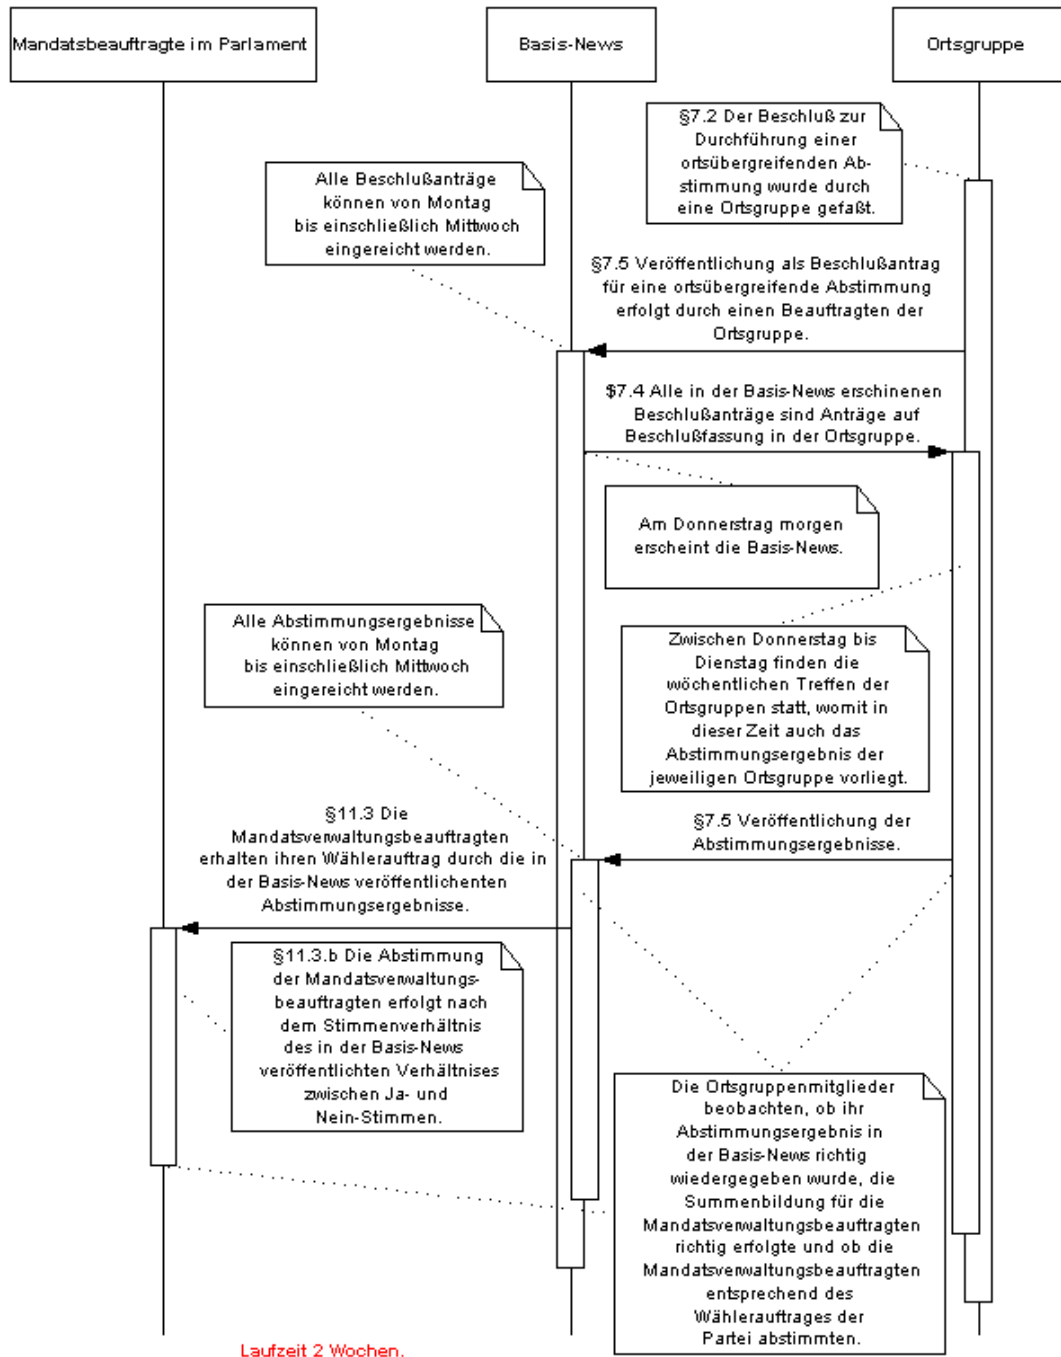 Mandatsbeauftragte im Parlament
Basis-News
Ortsgruppe
§7.2 Der Beschluß zur
Durchführung einer
ortsübergreifenden Ab-
stimmung wurde durch
eine Ortsgruppe gefaßt.
Alle Beschlußanträge
können von Montag
bis einschließlich Mittwoch
eingereicht werden.
§7.5 Veröffentlichung als Beschlußantrag
für eine ortsübergreifende Abstimmung
erfolgt durch einen Beauftragten der
Ortsgruppe.
$7.4 Alle in der Basis-News erschinenen
Beschlußanträge sind Anträge auf
Beschlußfassung in der Ortsgruppe.
Am Donnerstrag morgen
erscheint die Basis-News.
Alle Abstimmungsergebnisse
können von Montag
bis einschließlich Mittwoch
eingereicht werden.
Zwischen Donnerstag bis
Dienstag finden die
wöchentlichen Treffen der
Ortsgruppen statt, womit in
dieser Zeit auch das
Abstimmungsergebnis der
jeweiligen Ortsgruppe vorliegt.
§7.5 Veröffentlichung der
Abstimmungsergebnisse.
§11.3 Die
Mandatsverwaltungsbeauftragten
erhalten ihren Wählerauftrag durch die in
der Basis-News veröffentlichenten
Abstimmungsergebnisse.
§11.3.b Die Abstimmung
der Mandatsverwaltungs-
beauftragten erfolgt nach
dem Stimmenverhältnis
des in der Basis-News
veröffentlichten Verhältnises
zwischen Ja- und
Nein-Stimmen.
Die Ortsgruppenmitglieder
beobachten, ob ihr
Abstimmungsergebnis in
der Basis-News richtig
wiedergegeben wurde, die
Summenbildung für die
Mandatsverwaltungsbeauftragten
richtig erfolgte und ob die
Mandatsverwaltungsbeauftragten
entsprechend des
Wählerauftrages der
Partei abstimmten.
Laufzeit 2 Wochen.